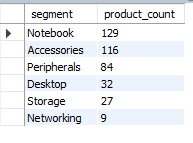 segment product_count
Notebook 129
Accessories 116
Peripherals 84
Desktop 32
Storage 27
Networking 9